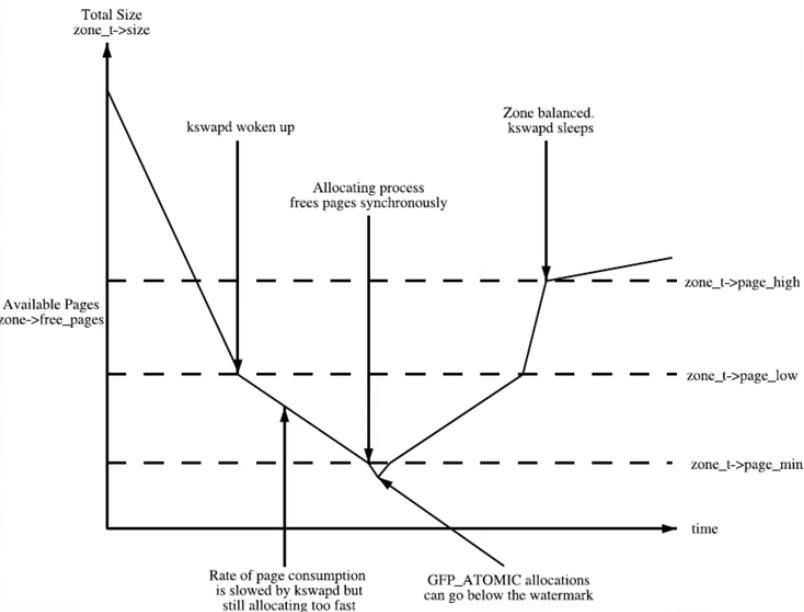 Total Size
zone_t->size
kswapd woken up
Zone balanced.
kswapd sleeps
Allocating process
frees pages synchronously
zone_t->page_high
Available Pages
zone->free_pages
zone_t->page_low
zone_t->page_min
time
Rate of page consumption
is slowed by kswapd but
still allocating too fast
GFP_ATOMIC allocations
can go below the watermark